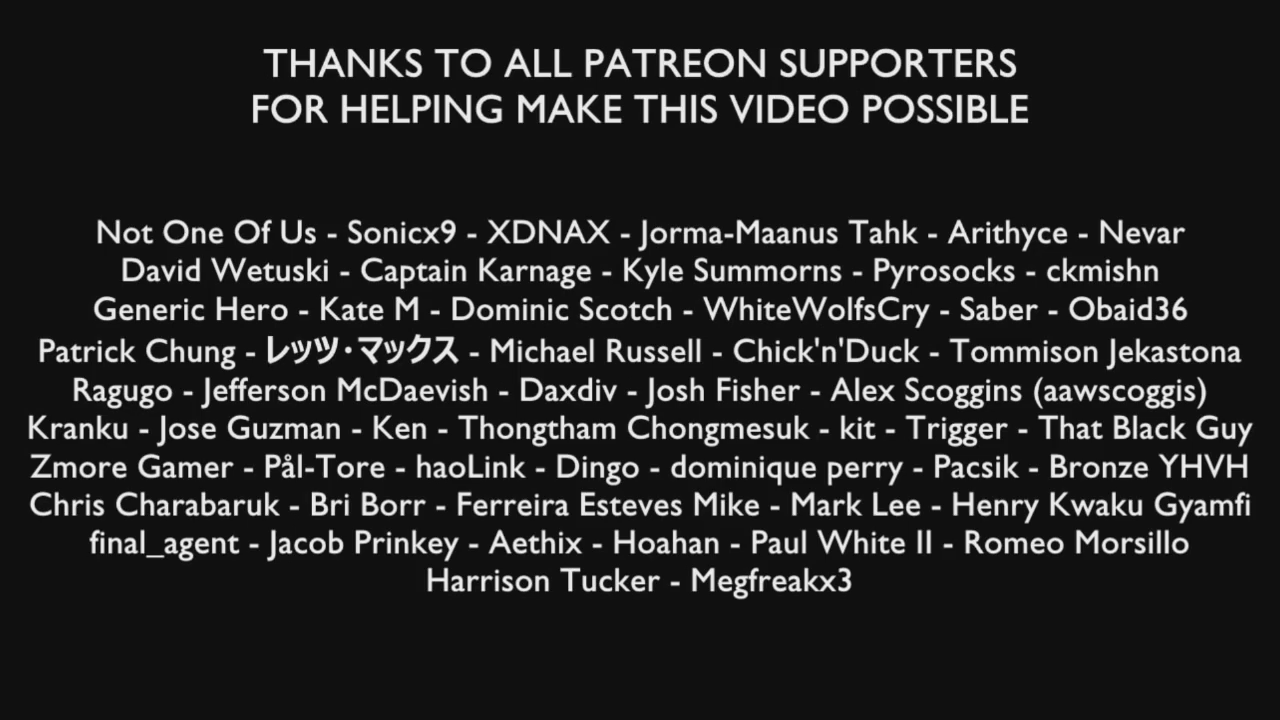 THANKS TO ALL PATREON SUPPORTERS
FOR HELPING MAKE THIS VIDEO POSSIBLE
Not One Of Us - Sonicx9 - XDNAX - Jorma-Maanus Tahk - Arithyce - Nevar
David Wetuski - Captain Karnage - Kyle Summorns - Pyrosocks - ckmishn
Generic Hero - Kate M - Dominic Scotch - WhiteWolfsCry - Saber - Obaid36
Patrick Chung - レッツ・マックス - Michael Russell - Chick'n'Duck - Tommison Jekastona
Ragugo - Jefferson McDaevish - Daxdiv - Josh Fisher - Alex Scoggins (aawscoggis)
Kranku - Jose Guzman - Ken - Thongtham Chongmesuk - kit - Trigger - That Black Guy
Zmore Gamer - Pål-Tore - haoLink - Dingo - dominique perry - Pacsik - Bronze YHVH
Chris Charabaruk - Bri Borr - Ferreira Esteves Mike - Mark Lee - Henry Kwaku Gyamfi
final_agent - Jacob Prinkey - Aethix - Hoahan - Paul White II - Romeo Morsillo
Harrison Tucker - Megfreakx3